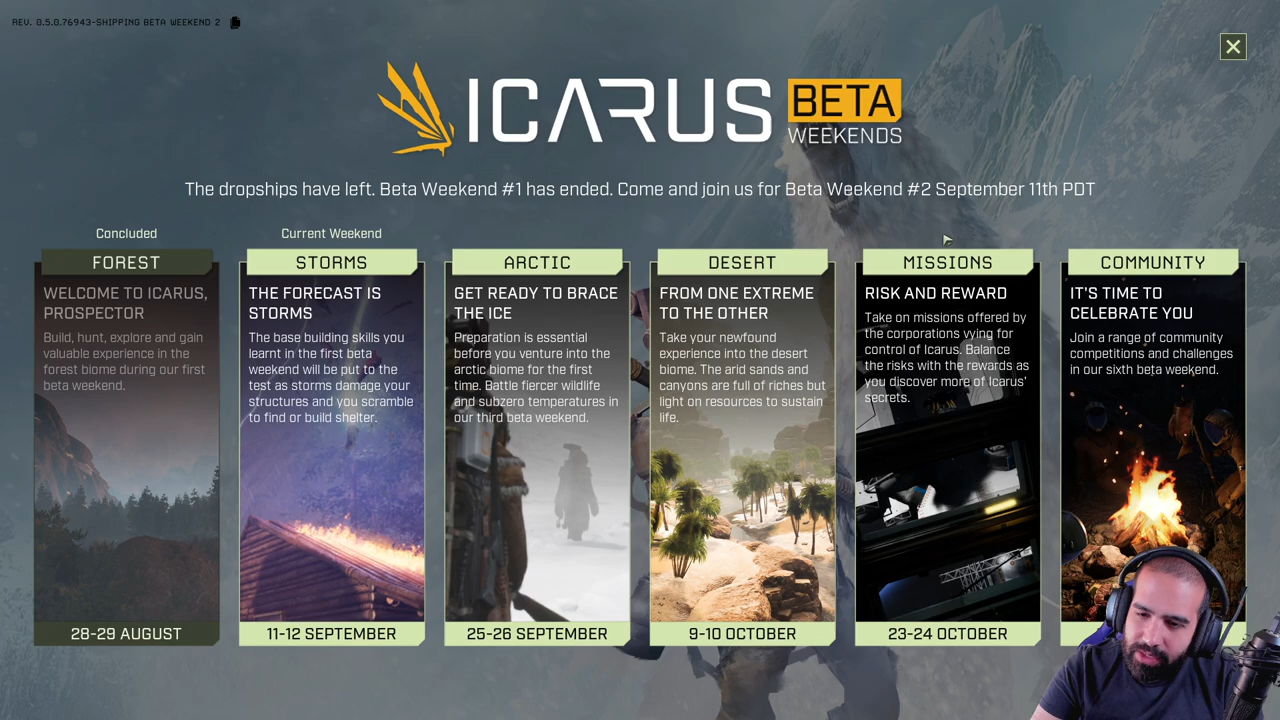 REV. 0.5.0.76943-SHIPPING BETA WEEKEND 2
ICARUS BETA
WEEKENDS
The dropships have left. Beta Weekend #1 has ended. Come and join us for Beta Weekend #2 September 11th PDT
Concluded
FOREST
WELCOME TO ICARUS,
PROSPECTOR
Build, hunt, explore and gain
valuable experience in the
forest biome during our first
beta weekend.
28-29 AUGUST
Current Weekend
STORMS
THE FORECAST IS
STORMS
The base building skills you
learnt in the first beta
weekend will be put to the
test as storms damage your
structures and you scramble
to find or build shelter.
11-12 SEPTEMBER
ARCTIC
GET READY TO BRACE
THE ICE
Preparation is essential
before you venture into the
arctic biome for the first
time. Battle fiercer wildlife
and subzero temperatures in
our third beta weekend.
25-26 SEPTEMBER
DESERT
FROM ONE EXTREME
TO THE OTHER
Take your newfound
experience into the desert
biome. The arid sands and
canyons are full of riches but
light on resources to sustain
life.
9-10 OCTOBER
MISSIONS
RISK AND REWARD
Take on missions offered by
the corporations vying for
control of Icarus. Balance
the risks with the rewards as
you discover more of Icarus'
secrets.
23-24 OCTOBER
COMMUNITY
IT'S TIME TO
CELEBRATE YOU
Join a range of community
competitions and challenges
in our sixth beta weekend.